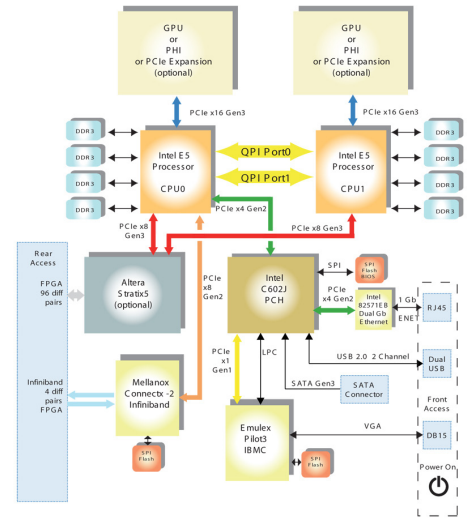 GPU
or
PHI
or PCIe Expansion
(optional)
GPU
or
PHI
or PCIe Expansion
(optional)
PCIe x16 Gen3
PCIe x16 Gen3
DDR3
DDR3
DDR3
DDR3
Intel E5
Processor
CPU0
QPI Port0
QPI Port1
Intel E5
Processor
CPU1
DDR3
DDR3
DDR3
DDR3
PCIe x4 Gen2
PCIe x8
Gen3
PCIe x8 Gen3
Rear
Access
FPGA
96 diff
pairs
Infiniband
4 diff
pairs
FPGA
Altera
Stratix5
(optional)
PCIe
x8
Gen2
Intel
C602J
PCH
SPI
SPI
Flash
BIOS
PCIe
x4 Gen2
Intel
82571EB
Dual Gb
Ethernet
1 Gb
ENET
RJ45
USB 2.0 2 Channel
Dual
USB
PCIe
x1
Gen1
LPC
SATA Gen3
SATA
Connector
Mellanox
Connectx -2
Infiniband
SPI
Flash
Emulex
Pilot3
IBMC
SPI
Flash
VGA
Front
Access
DB15
Power On